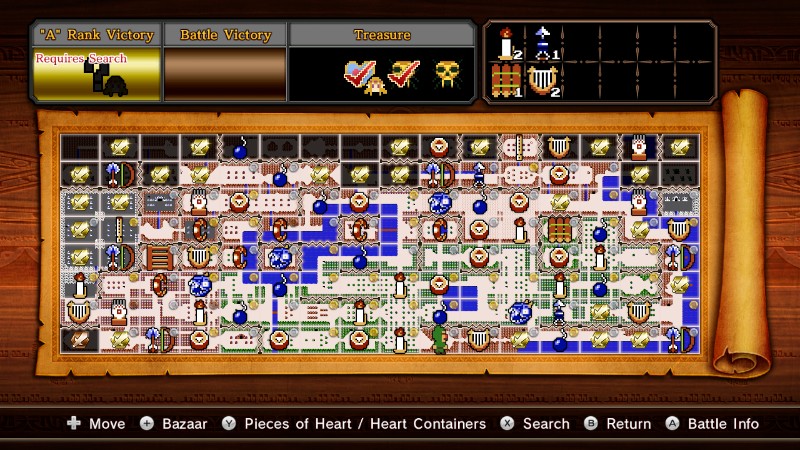 "A" Rank Victory
Battle Victory
Treasure
Requires Search
2
1
1
2
Move
Bazaar
Y Pieces of Heart / Heart Containers
X Search
B Return
A Battle Info